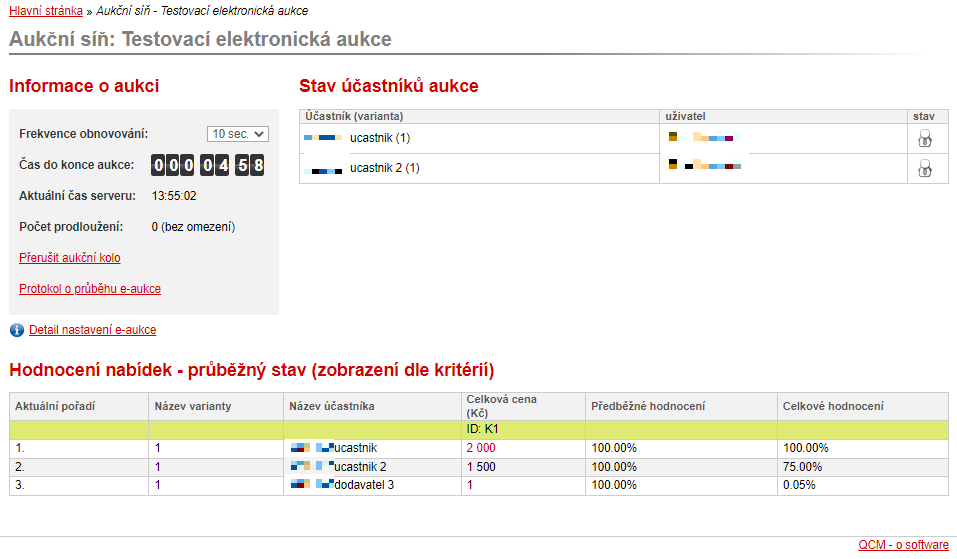 Hlavní stránka » Aukční síň - Testovací elektronická aukce
Aukční síň: Testovací elektronická aukce
Informace o aukci
Frekvence obnovování: 10 sec.
Čas do konce aukce: 000 04 58
Aktuální čas serveru: 13:55:02
Počet prodloužení: 0 (bez omezení)
Přerušit aukční kolo
Protokol o průběhu e-aukce
Detail nastavení e-aukce
Stav účastníků aukce
Účastník (varianta) uživatel stav
ucastnik (1)
ucastnik 2 (1)
Hodnocení nabídek - průběžný stav (zobrazení dle kritérií)
Aktuální pořadí Název varianty Název účastníka Celková cena (Kč) Předběžné hodnocení Celkové hodnocení
ID: K1
1. 1 ucastnik 2 000 100.00% 100.00%
2. 1 ucastnik 2 1 500 100.00% 75.00%
3. 1 dodavatel 3 1 100.00% 0.05%
QCM - o software